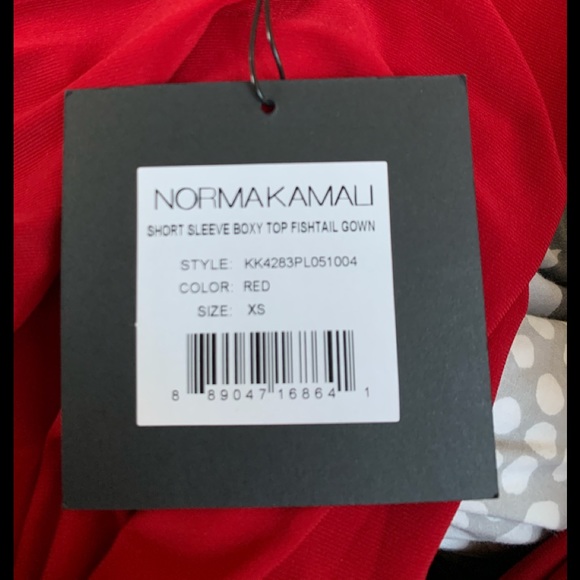 NORMAKAMALI
SHORT SLEEVE BOXY TOP FISHTAIL GOWN
STYLE: KK4283PL051004
COLOR: RED
SIZE: XS
8 89047 16864 1